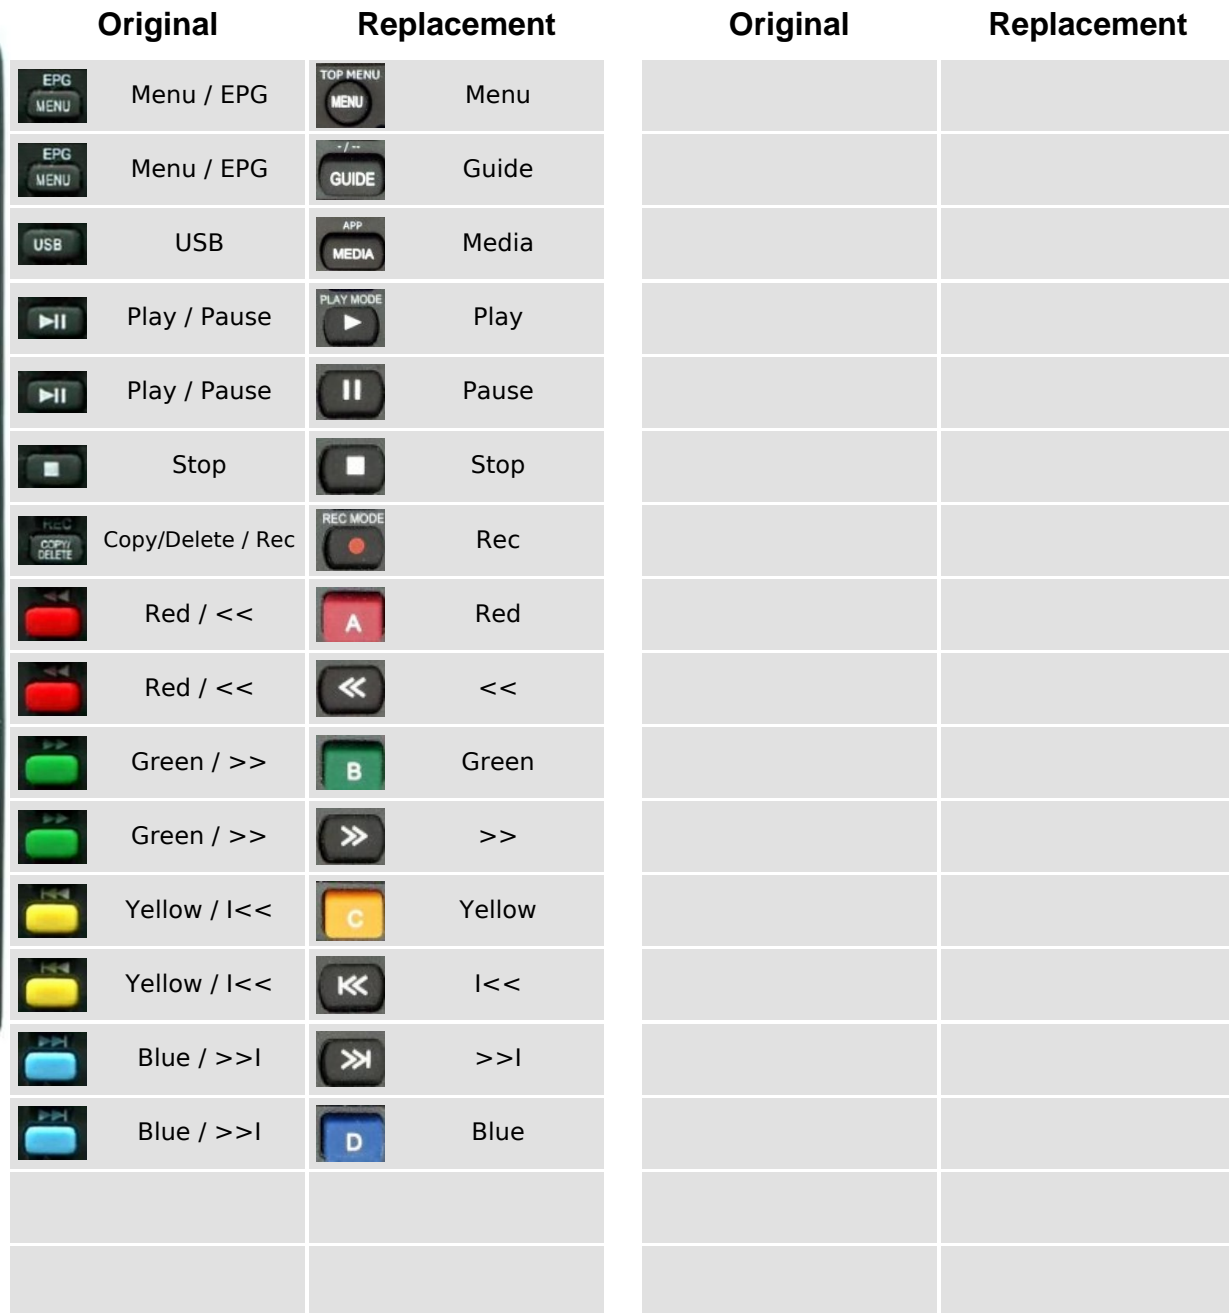 Original Replacement Original Replacement
EPG MENU Menu / EPG TOP MENU MENU Menu
EPG MENU Menu / EPG -/-- GUIDE Guide
USB USB APP MEDIA Media
Play / Pause PLAY MODE Play
Play / Pause Pause
Stop Stop
REC COPY/ DELETE Copy/Delete / Rec REC MODE Rec
Red / << A Red
Red / << <<
Green / >> B Green
Green / >> >>
Yellow / I<< C Yellow
Yellow / I<< I<<
Blue / >>I >>I
Blue / >>I D Blue